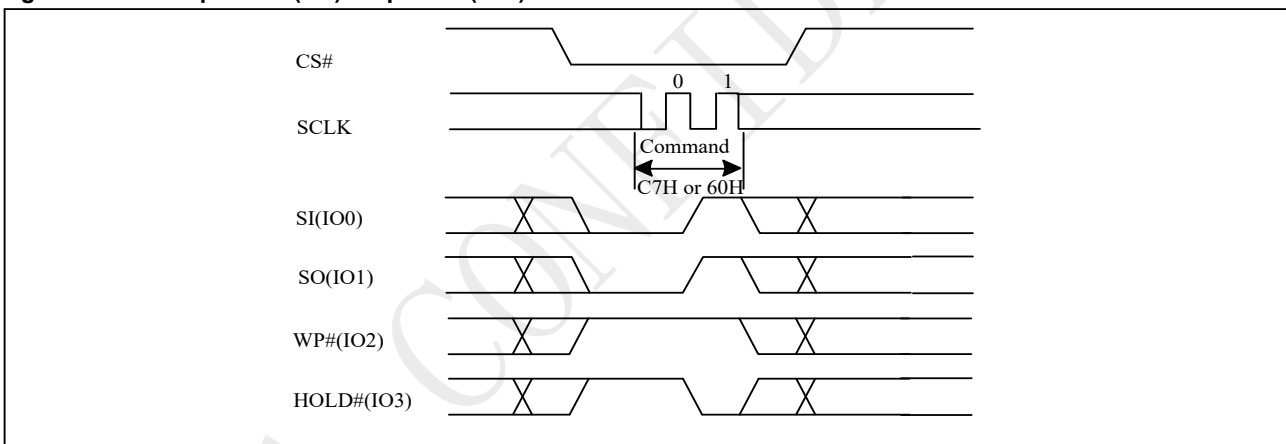 CS#
0 1
SCLK
Command
C7H or 60H
SI(IO0)
SO(IO1)
WP#(IO2)
HOLD#(IO3)